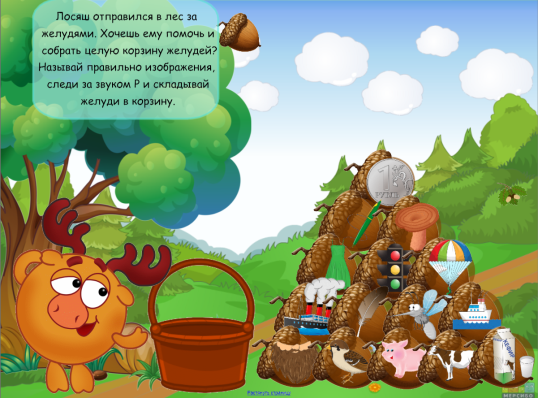 Лосяш отправился в лес за
желудями. Хочешь ему помочь и
собрать целую корзину желудей?
Называй правильно изображения,
следи за звуком Р и складывай
желуди в корзину.
КЕФИР